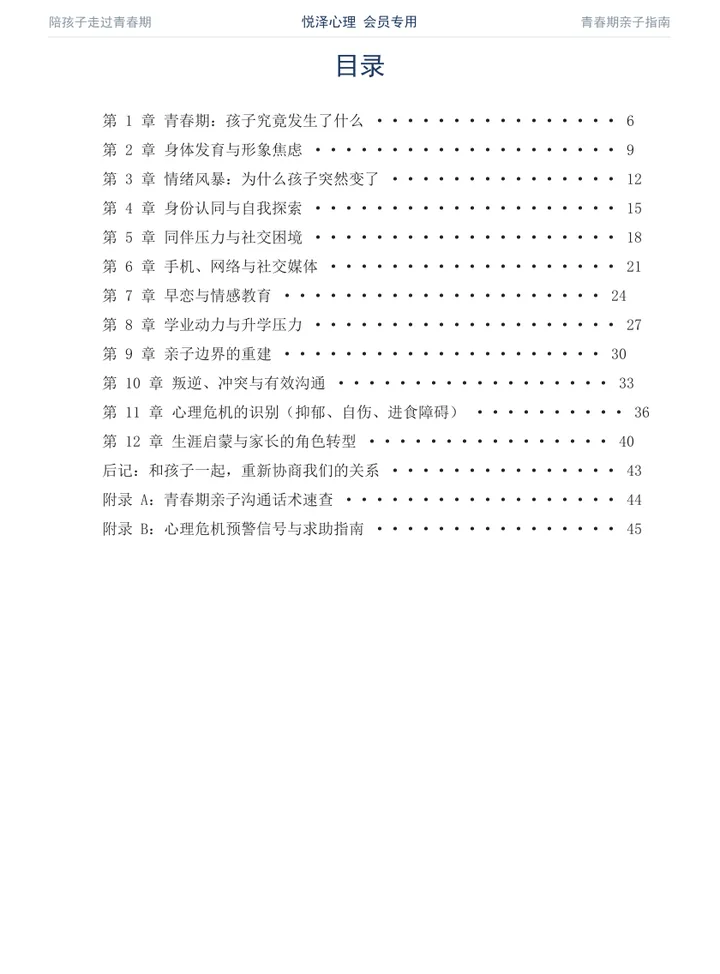 陪孩子走过青春期 悦泽心理 会员专用 青春期亲子指南
目录
第 1 章 青春期：孩子究竟发生了什么 • • • • • • • • • • • • • • • • 6
第 2 章 身体发育与形象焦虑 • • • • • • • • • • • • • • • • • • • • 9
第 3 章 情绪风暴：为什么孩子突然变了 • • • • • • • • • • • • • • • 12
第 4 章 身份认同与自我探索 • • • • • • • • • • • • • • • • • • • • 15
第 5 章 同伴压力与社交困境 • • • • • • • • • • • • • • • • • • • • 18
第 6 章 手机、网络与社交媒体 • • • • • • • • • • • • • • • • • • • 21
第 7 章 早恋与情感教育 • • • • • • • • • • • • • • • • • • • • • 24
第 8 章 学业动力与升学压力 • • • • • • • • • • • • • • • • • • • • 27
第 9 章 亲子边界的重建 • • • • • • • • • • • • • • • • • • • • • 30
第 10 章 叛逆、冲突与有效沟通 • • • • • • • • • • • • • • • • • • 33
第 11 章 心理危机的识别（抑郁、自伤、进食障碍） • • • • • • • • • • 36
第 12 章 生涯启蒙与家长的角色转型 • • • • • • • • • • • • • • • • 40
后记：和孩子一起，重新协商我们的关系 • • • • • • • • • • • • • • • 43
附录 A：青春期亲子沟通话术速查 • • • • • • • • • • • • • • • • • • 44
附录 B：心理危机预警信号与求助指南 • • • • • • • • • • • • • • • • 45